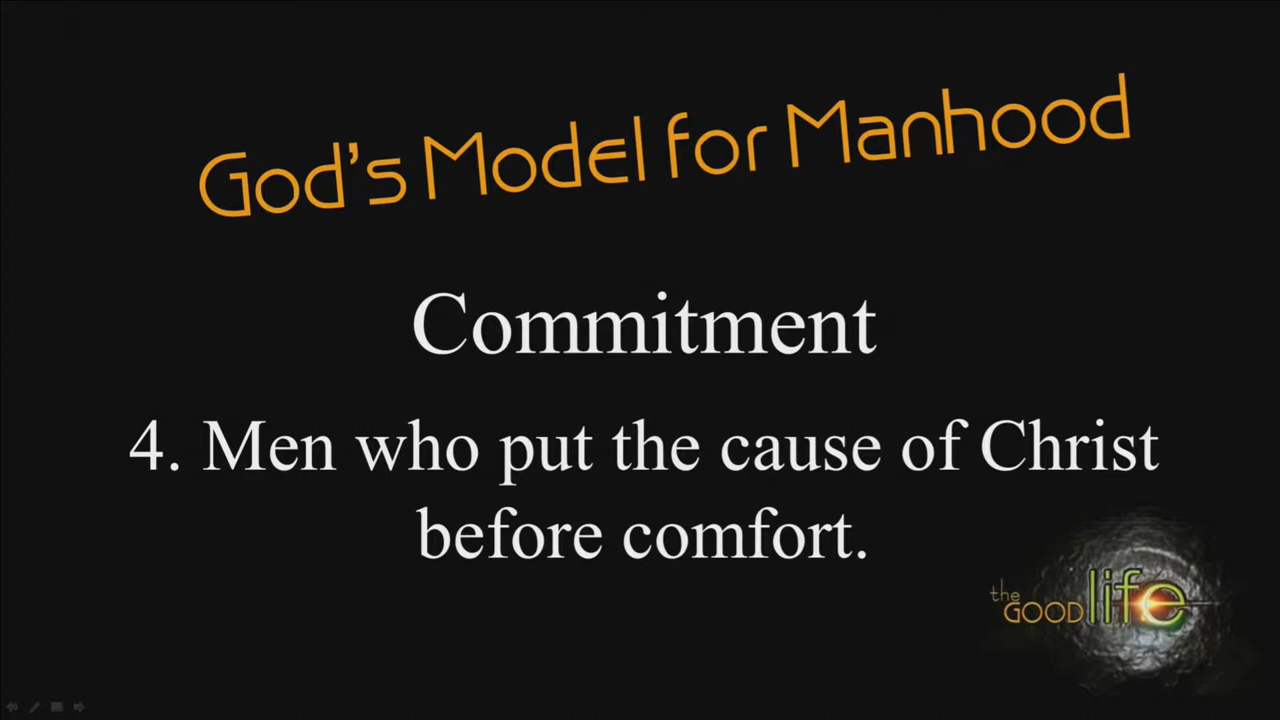 God's Model for Manhood
Commitment
4. Men who put the cause of Christ
before comfort.
the
GOOD life